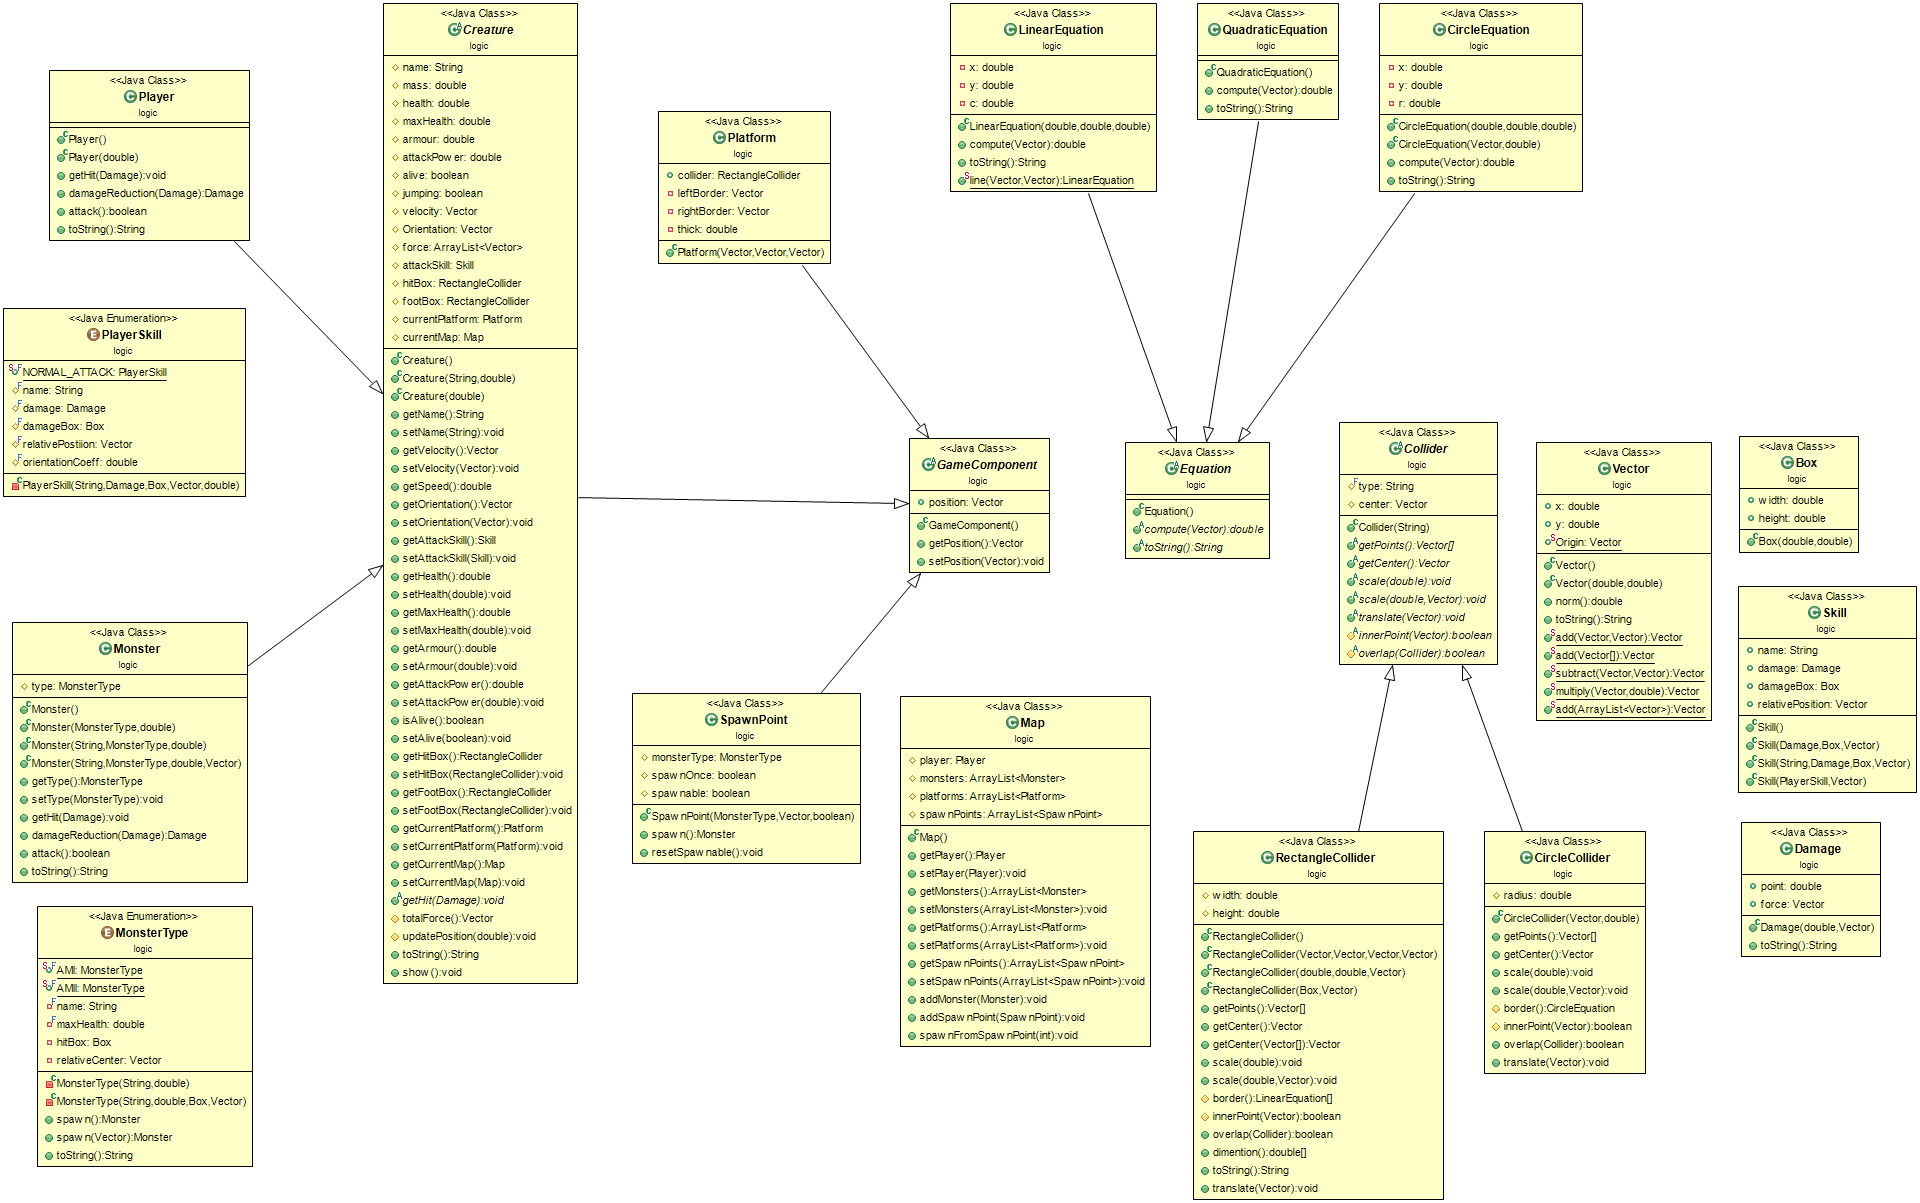 <<Java Class>>
Player
logic
Player()
Player(double)
getHit(Damage):void
damageReduction(Damage):Damage
attack():boolean
toString():String
<<Java Enumeration>>
PlayerSkill
logic
NORMAL_ATTACK: PlayerSkill
name: String
damage: Damage
damageBox: Box
relativePostiion: Vector
orientationCoeff: double
PlayerSkill(String,Damage,Box,Vector,double)
<<Java Class>>
Monster
logic
type: MonsterType
Monster()
Monster(MonsterType,double)
Monster(String,MonsterType,double)
Monster(String,MonsterType,double,Vector)
getType():MonsterType
setType(MonsterType):void
getHit(Damage):void
damageReduction(Damage):Damage
attack():boolean
toString():String
<<Java Enumeration>>
MonsterType
logic
AMI: MonsterType
AMII: MonsterType
name: String
maxHealth: double
hitBox: Box
relativeCenter: Vector
MonsterType(String,double)
MonsterType(String,double,Box,Vector)
spawn():Monster
spawn(Vector):Monster
toString():String
<<Java Class>>
Creature
logic
name: String
mass: double
health: double
maxHealth: double
armour: double
attackPower: double
alive: boolean
jumping: boolean
velocity: Vector
Orientation: Vector
force: ArrayList<Vector>
attackSkill: Skill
hitBox: RectangleCollider
footBox: RectangleCollider
currentPlatform: Platform
currentMap: Map
Creature()
Creature(String,double)
Creature(double)
getName():String
setName(String):void
getVelocity():Vector
setVelocity(Vector):void
getSpeed():double
getOrientation():Vector
setOrientation(Vector):void
getAttackSkill():Skill
setAttackSkill(Skill):void
getHealth():double
setHealth(double):void
getMaxHealth():double
setMaxHealth(double):void
getArmour():double
setArmour(double):void
getAttackPower():double
setAttackPower(double):void
isAlive():boolean
setAlive(boolean):void
getHitBox():RectangleCollider
setHitBox(RectangleCollider):void
getFootBox():RectangleCollider
setFootBox(RectangleCollider):void
getCurrentPlatform():Platform
setCurrentPlatform(Platform):void
getCurrentMap():Map
setCurrentMap(Map):void
getHit(Damage):void
totalForce():Vector
updatePosition(double):void
toString():String
show():void
<<Java Class>>
Platform
logic
collider: RectangleCollider
leftBorder: Vector
rightBorder: Vector
thick: double
Platform(Vector,Vector,Vector)
<<Java Class>>
SpawnPoint
logic
monsterType: MonsterType
spawnOnce: boolean
spawnable: boolean
SpawnPoint(MonsterType,Vector,boolean)
spawn():Monster
resetSpawnable():void
<<Java Class>>
GameComponent
logic
position: Vector
GameComponent()
getPosition():Vector
setPosition(Vector):void
<<Java Class>>
Map
logic
player: Player
monsters: ArrayList<Monster>
platforms: ArrayList<Platform>
spawnPoints: ArrayList<SpawnPoint>
Map()
getPlayer():Player
setPlayer(Player):void
getMonsters():ArrayList<Monster>
setMonsters(ArrayList<Monster>):void
getPlatforms():ArrayList<Platform>
setPlatforms(ArrayList<Platform>):void
getSpawnPoints():ArrayList<SpawnPoint>
setSpawnPoints(ArrayList<SpawnPoint>):void
addMonster(Monster):void
addSpawnPoint(SpawnPoint):void
spawnFromSpawnPoint(int):void
<<Java Class>>
LinearEquation
logic
x: double
y: double
c: double
LinearEquation(double,double,double)
compute(Vector):double
toString():String
line(Vector,Vector):LinearEquation
<<Java Class>>
QuadraticEquation
logic
QuadraticEquation()
compute(Vector):double
toString():String
<<Java Class>>
CircleEquation
logic
x: double
y: double
r: double
CircleEquation(double,double,double)
CircleEquation(Vector,double)
compute(Vector):double
toString():String
<<Java Class>>
Equation
logic
Equation()
compute(Vector):double
toString():String
<<Java Class>>
Collider
logic
type: String
center: Vector
Collider(String)
getPoints():Vector[]
getCenter():Vector
scale(double):void
scale(double,Vector):void
translate(Vector):void
innerPoint(Vector):boolean
overlap(Collider):boolean
<<Java Class>>
RectangleCollider
logic
width: double
height: double
RectangleCollider()
RectangleCollider(Vector,Vector,Vector,Vector)
RectangleCollider(double,double,Vector)
RectangleCollider(Box,Vector)
getPoints():Vector[]
getCenter():Vector
getCenter(Vector[]):Vector
scale(double):void
scale(double,Vector):void
border():LinearEquation[]
innerPoint(Vector):boolean
overlap(Collider):boolean
dimention():double[]
toString():String
translate(Vector):void
<<Java Class>>
CircleCollider
logic
radius: double
CircleCollider(Vector,double)
getPoints():Vector[]
getCenter():Vector
scale(double):void
scale(double,Vector):void
border():CircleEquation
innerPoint(Vector):boolean
overlap(Collider):boolean
translate(Vector):void
<<Java Class>>
Vector
logic
x: double
y: double
Origin: Vector
Vector()
Vector(double,double)
norm():double
toString():String
add(Vector,Vector):Vector
add(Vector[]):Vector
subtract(Vector,Vector):Vector
multiply(Vector,double):Vector
add(ArrayList<Vector>):Vector
<<Java Class>>
Box
logic
width: double
height: double
Box(double,double)
<<Java Class>>
Skill
logic
name: String
damage: Damage
damageBox: Box
relativePosition: Vector
Skill()
Skill(Damage,Box,Vector)
Skill(String,Damage,Box,Vector)
Skill(PlayerSkill,Vector)
<<Java Class>>
Damage
logic
point: double
force: Vector
Damage(double,Vector)
toString():String